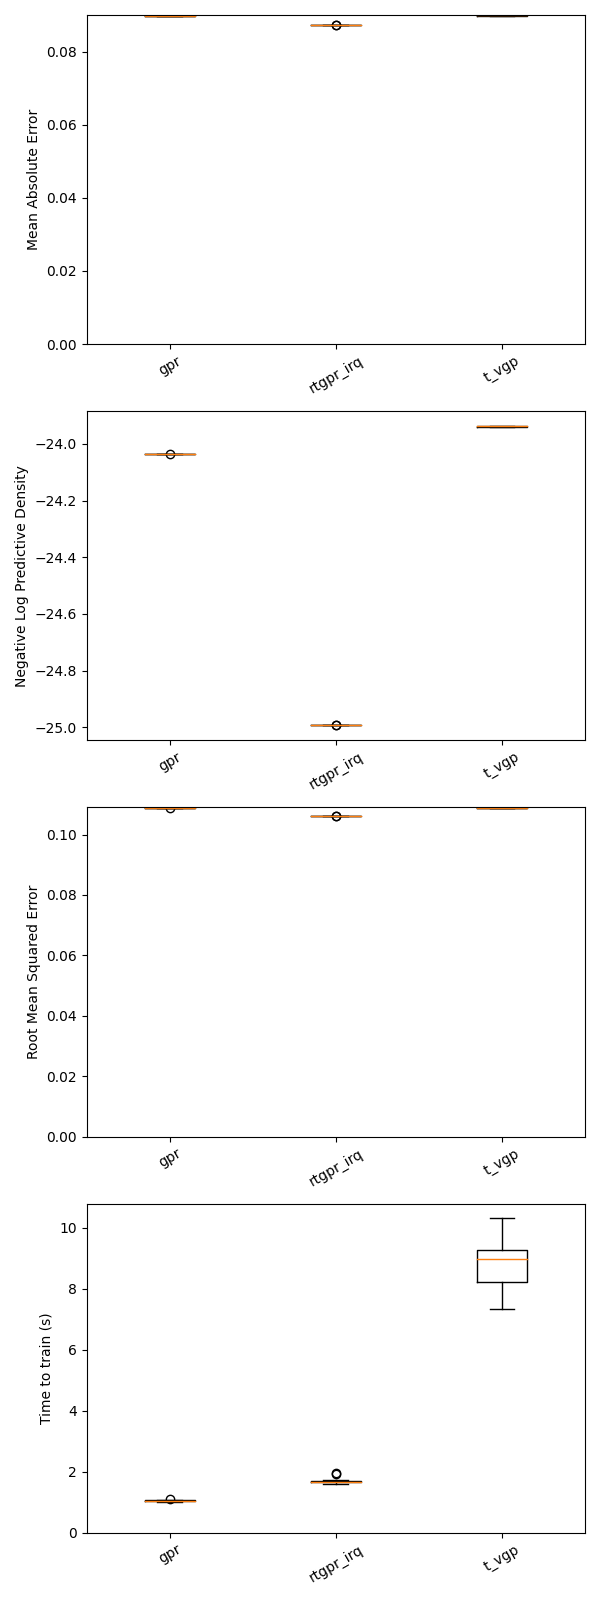 0.08
0.06
0.04
0.02
0.00
Mean Absolute Error
gpr
rtgpr_irq
t_vgp
−24.0
−24.2
−24.4
−24.6
−24.8
−25.0
Negative Log Predictive Density
gpr
rtgpr_irq
t_vgp
0.10
0.08
0.06
0.04
0.02
0.00
Root Mean Squared Error
gpr
rtgpr_irq
t_vgp
10
8
6
4
2
0
Time to train (s)
gpr
rtgpr_irq
t_vgp